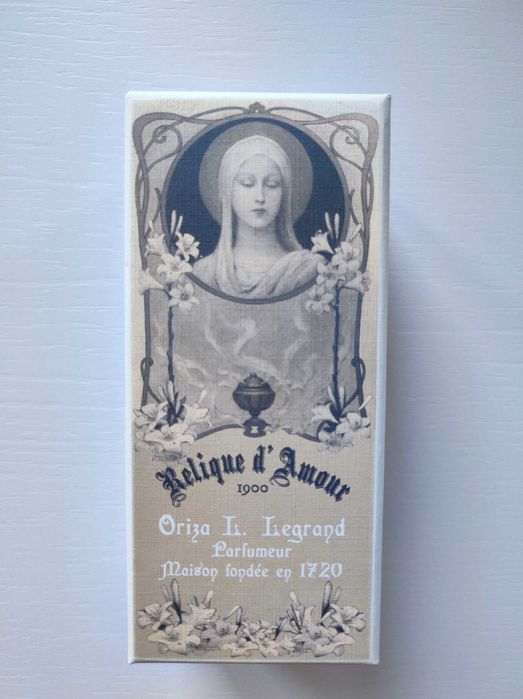 Relique d'Amour
1900
Oriza L. Legrand
Parfumeur
Maison fondée en 1720